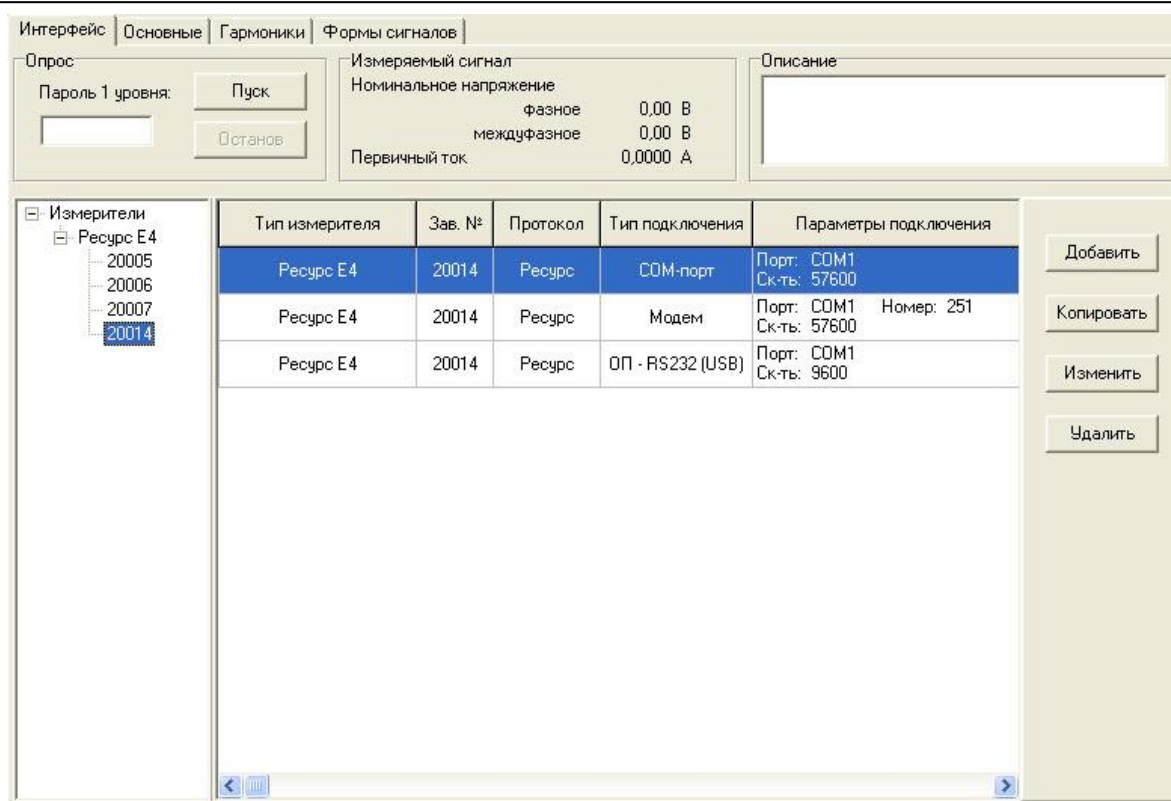 Интерфейс Основные Гармоники Формы сигналов
Опрос
Пароль 1 уровня:
Пуск
Останов
Измеряемый сигнал
Номинальное напряжение
фазное 0,00 В
междуфазное 0,00 В
Первичный ток 0,0000 А
Описание
Измерители
Ресурс Е4
20005
20006
20007
20014
Тип измерителя Зав. № Протокол Тип подключения Параметры подключения
Ресурс Е4 20014 Ресурс COM-порт Порт: COM1
Ск-ть: 57600
Ресурс Е4 20014 Ресурс Модем Порт: COM1 Номер: 251
Ск-ть: 57600
Ресурс Е4 20014 Ресурс ОП - RS232 (USB) Порт: COM1
Ск-ть: 9600
Добавить
Копировать
Изменить
Удалить